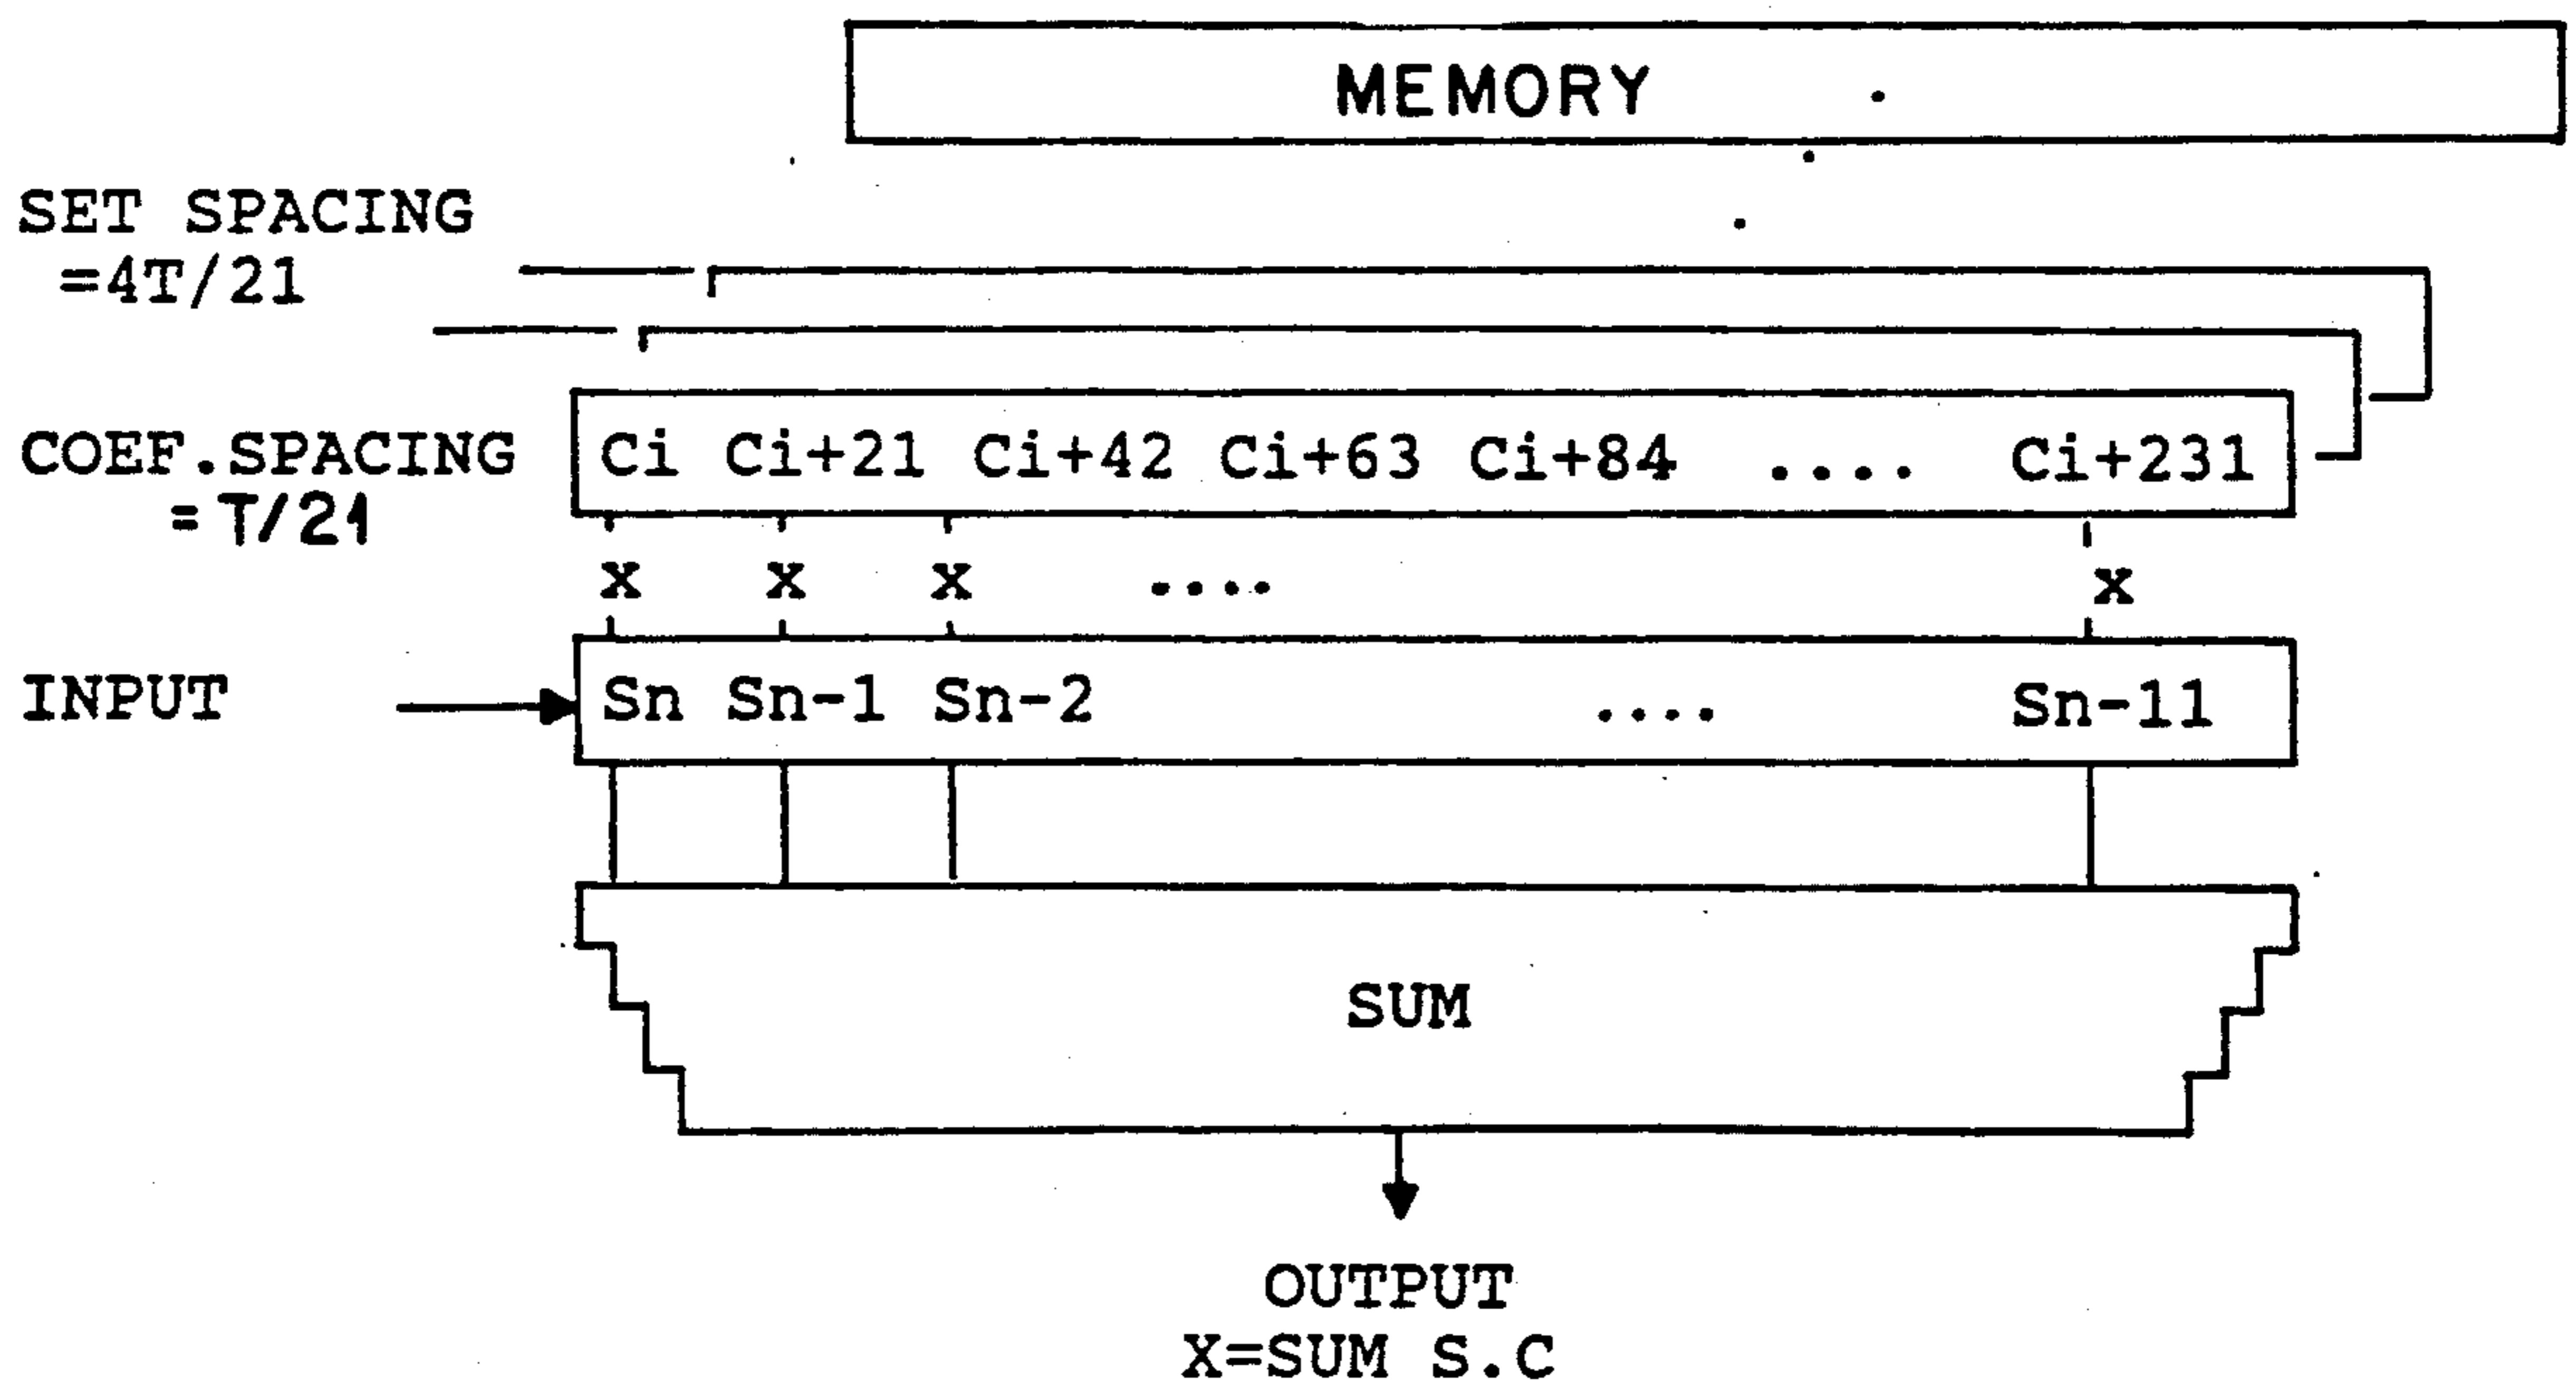 MEMORY
SET SPACING
=4T/21
COEF.SPACING
= T/21
Ci Ci+21 Ci+42 Ci+63 Ci+84 .... Ci+231
x x x .... x
INPUT
Sn Sn-1 Sn-2 .... Sn-11
SUM
OUTPUT
X=SUM S.C